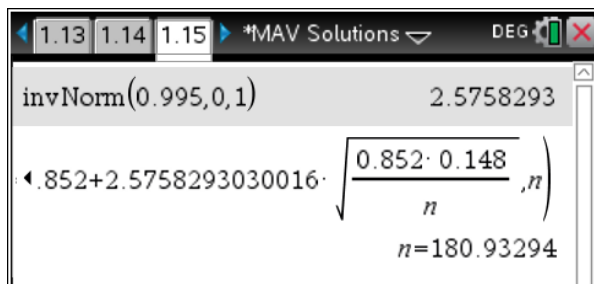 1.13 1.14 1.15 *MAV Solutions DEG
invNorm(0.995,0,1) 2.5758293
.852+2.5758293030016·√(0.852·0.148/n),n)
n=180.93294